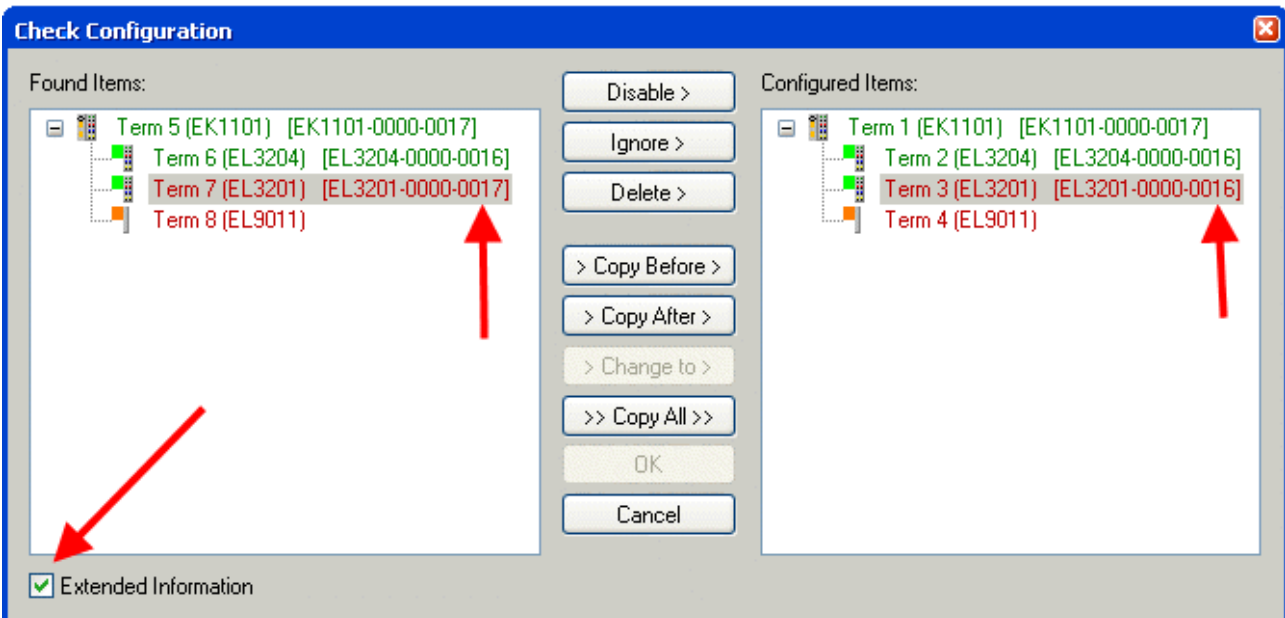 Check Configuration
Found Items:
Term 5 (EK1101) [EK1101-0000-0017]
Term 6 (EL3204) [EL3204-0000-0016]
Term 7 (EL3201) [EL3201-0000-0017]
Term 8 (EL9011)
Disable >
Ignore >
Delete >
> Copy Before >
> Copy After >
> Change to >
>> Copy All >>
OK
Cancel
Configured Items:
Term 1 (EK1101) [EK1101-0000-0017]
Term 2 (EL3204) [EL3204-0000-0016]
Term 3 (EL3201) [EL3201-0000-0016]
Term 4 (EL9011)
Extended Information